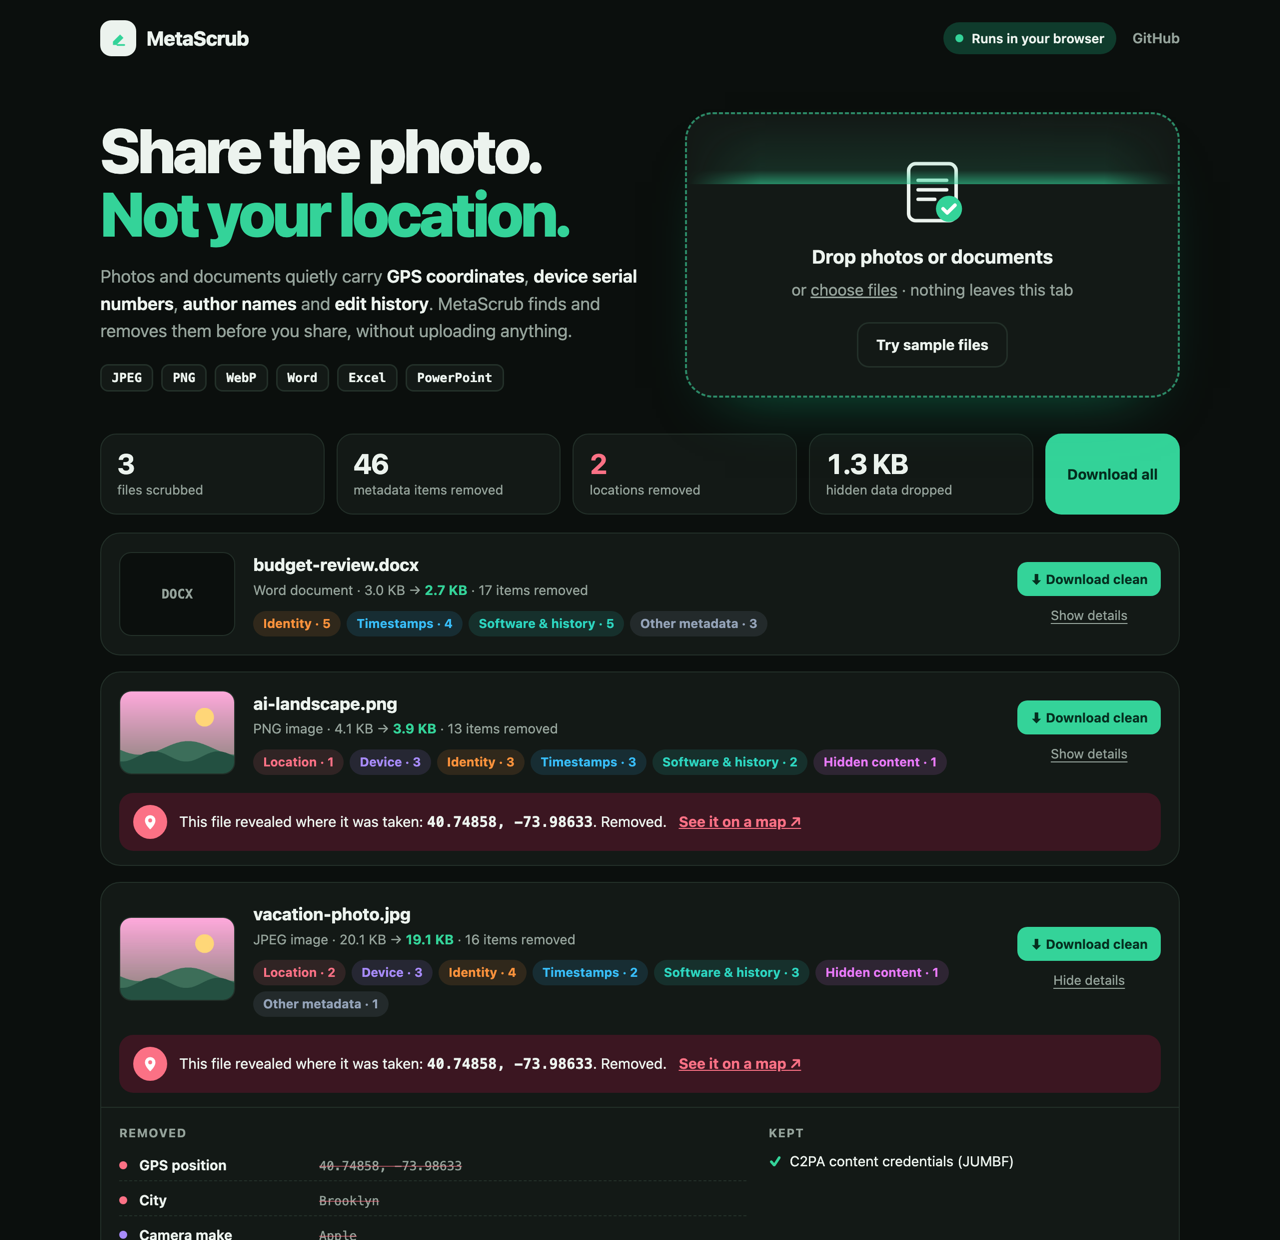 MetaScrub
Runs in your browser
GitHub
Share the photo.
Not your location.
Photos and documents quietly carry GPS coordinates, device serial
numbers, author names and edit history. MetaScrub finds and
removes them before you share, without uploading anything.
JPEG
PNG
WebP
Word
Excel
PowerPoint
Drop photos or documents
or choose files · nothing leaves this tab
Try sample files
3
files scrubbed
46
metadata items removed
2
locations removed
1.3 KB
hidden data dropped
Download all
DOCX
budget-review.docx
Word document · 3.0 KB → 2.7 KB · 17 items removed
Identity · 5
Timestamps · 4
Software & history · 5
Other metadata · 3
⬇ Download clean
Show details
ai-landscape.png
PNG image · 4.1 KB → 3.9 KB · 13 items removed
Location · 1
Device · 3
Identity · 3
Timestamps · 3
Software & history · 2
Hidden content · 1
⬇ Download clean
Show details
This file revealed where it was taken: 40.74858, −73.98633. Removed. See it on a map ↗
vacation-photo.jpg
JPEG image · 20.1 KB → 19.1 KB · 16 items removed
Location · 2
Device · 3
Identity · 4
Timestamps · 2
Software & history · 3
Hidden content · 1
Other metadata · 1
⬇ Download clean
Hide details
This file revealed where it was taken: 40.74858, −73.98633. Removed. See it on a map ↗
REMOVED
GPS position 40.74858, −73.98633
City Brooklyn
Camera make Apple
KEPT
✓ C2PA content credentials (JUMBF)